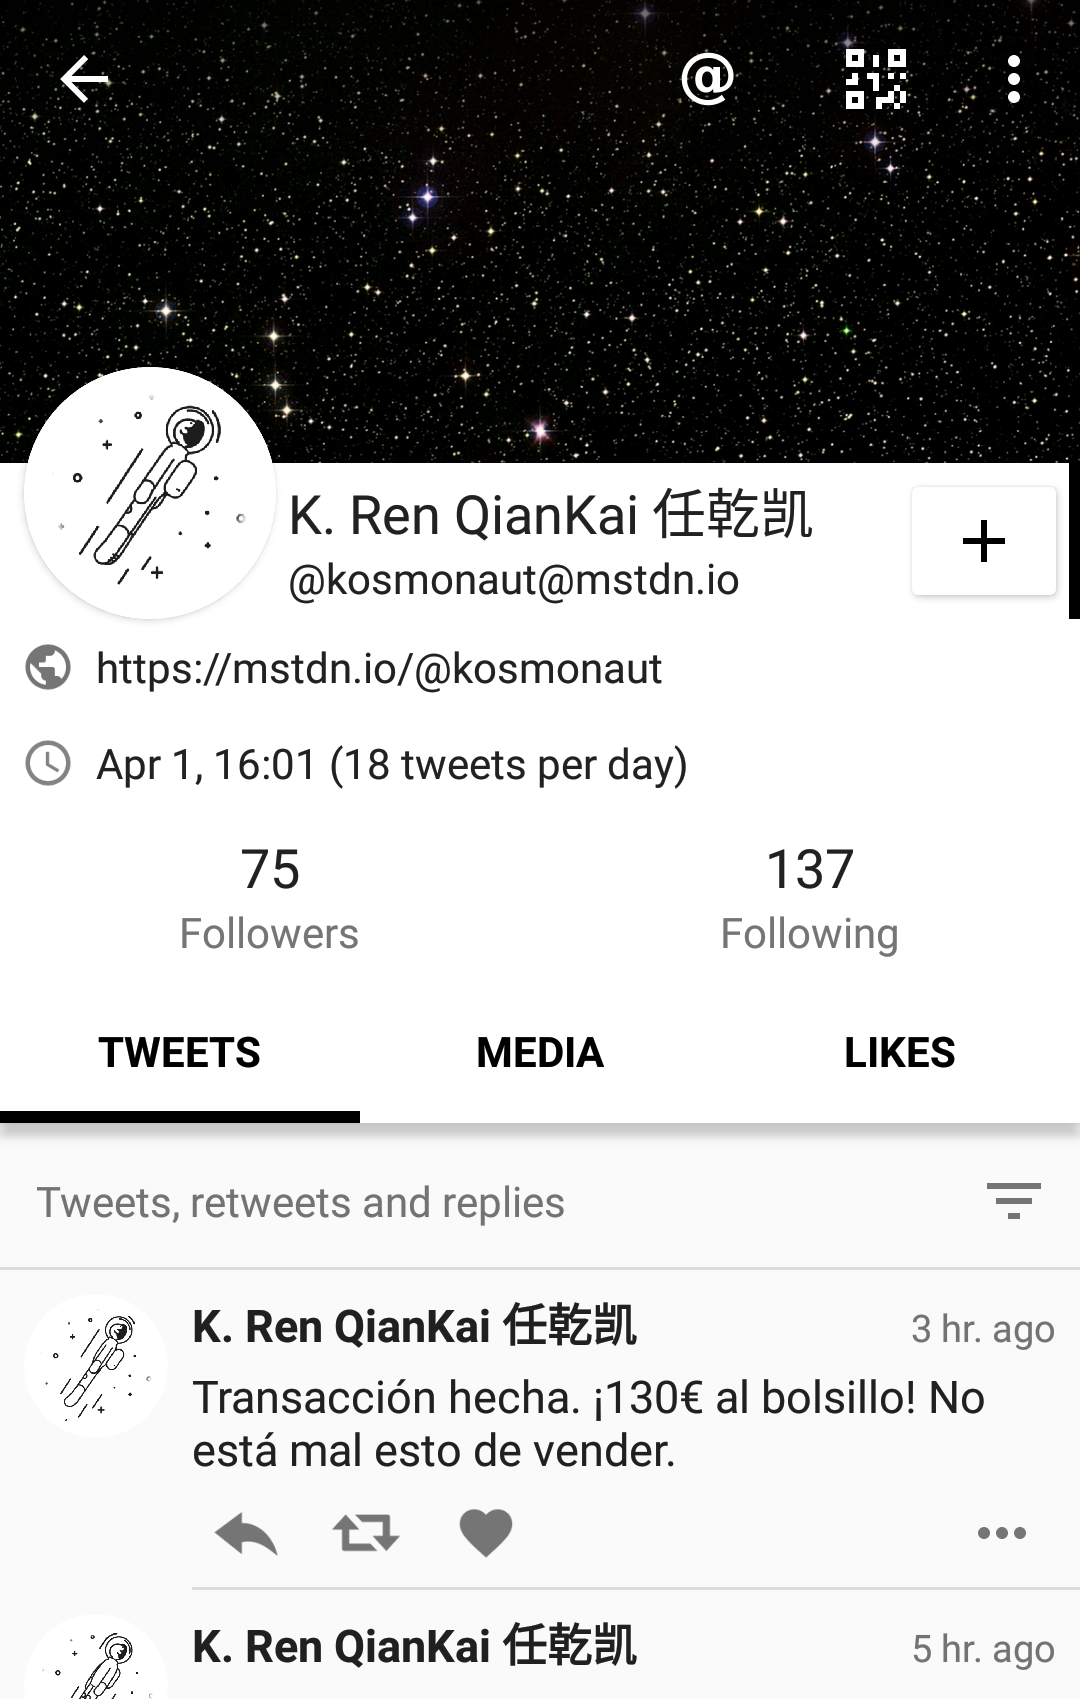 @
K. Ren QianKai 任乾凯
@kosmonaut@mstdn.io
https://mstdn.io/@kosmonaut
Apr 1, 16:01 (18 tweets per day)
75
Followers
137
Following
TWEETS
MEDIA
LIKES
Tweets, retweets and replies
K. Ren QianKai 任乾凯
3 hr. ago
Transacción hecha. ¡130€ al bolsillo! No
está mal esto de vender.
K. Ren QianKai 任乾凯
5 hr. ago